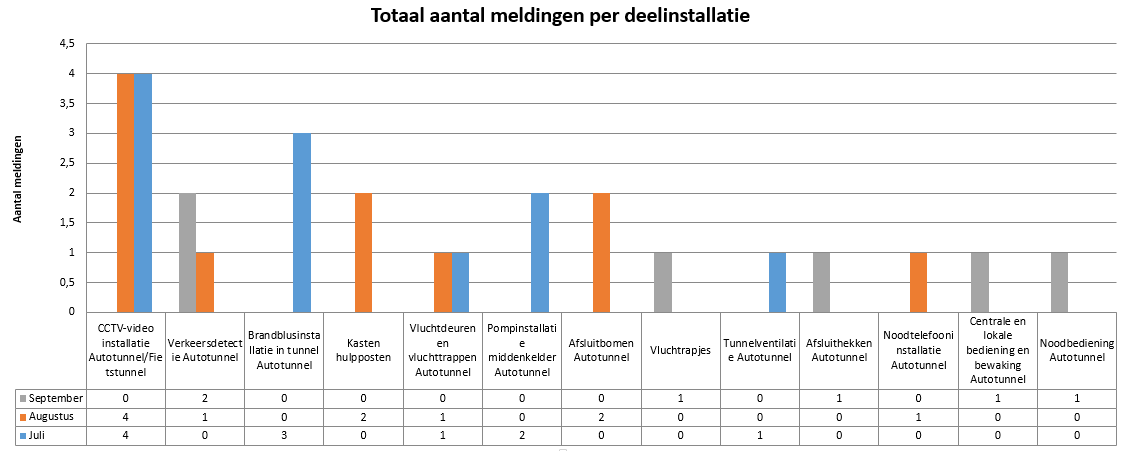 Totaal aantal meldingen per deelinstallatie
Aantal meldingen
4,5
4
3,5
3
2,5
2
1,5
1
0,5
0
CCTV-video
installatie
Autotunnel/Fie
tstunnel
Verkeersdetect
ie Autotunnel
Brandblusinsta
llatie in tunnel
Autotunnel
Kasten
hulpposten
Vluchtdeuren
en
vluchttrappen
Autotunnel
Pompinstallati
e
middenkelder
Autotunnel
Afsluitbomen
Autotunnel
Vluchtrapjes
Tunnelventilati
e Autotunnel
Afsluithekken
Autotunnel
Noodtelefooni
nstallatie
Autotunnel
Centrale en
lokale
bediening en
bewaking
Autotunnel
Noodbediening
Autotunnel
September 0 2 0 0 0 0 0 1 0 1 0 1 1
Augustus 4 1 0 2 1 0 2 0 0 0 1 0 0
Juli 4 0 3 0 1 2 0 0 1 0 0 0 0